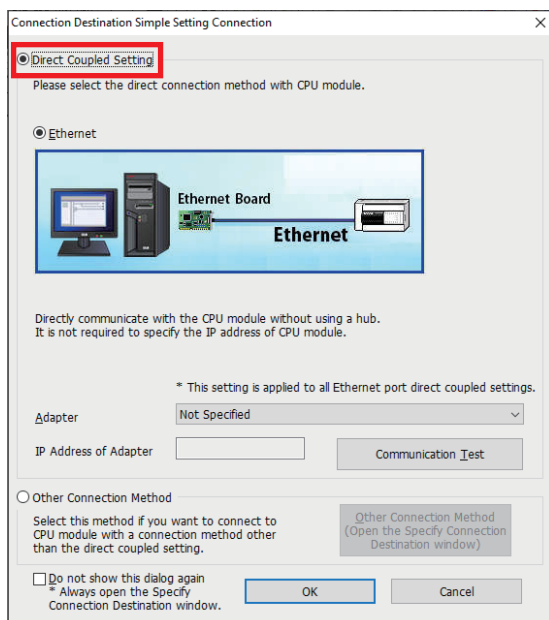 Connection Destination Simple Setting Connection
Direct Coupled Setting
Please select the direct connection method with CPU module.
Ethernet
Ethernet Board
Ethernet
Directly communicate with the CPU module without using a hub.
It is not required to specify the IP address of CPU module.
* This setting is applied to all Ethernet port direct coupled settings.
Adapter
Not Specified
IP Address of Adapter
Communication Test
Other Connection Method
Select this method if you want to connect to
CPU module with a connection method other
than the direct coupled setting.
Other Connection Method
(Open the Specify Connection
Destination window)
Do not show this dialog again
* Always open the Specify
Connection Destination window.
OK
Cancel